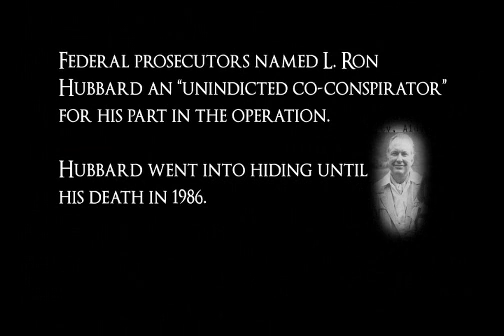 Federal prosecutors named L. Ron
Hubbard an “unindicted co-conspirator”
for his part in the operation.
Hubbard went into hiding until
his death in 1986.